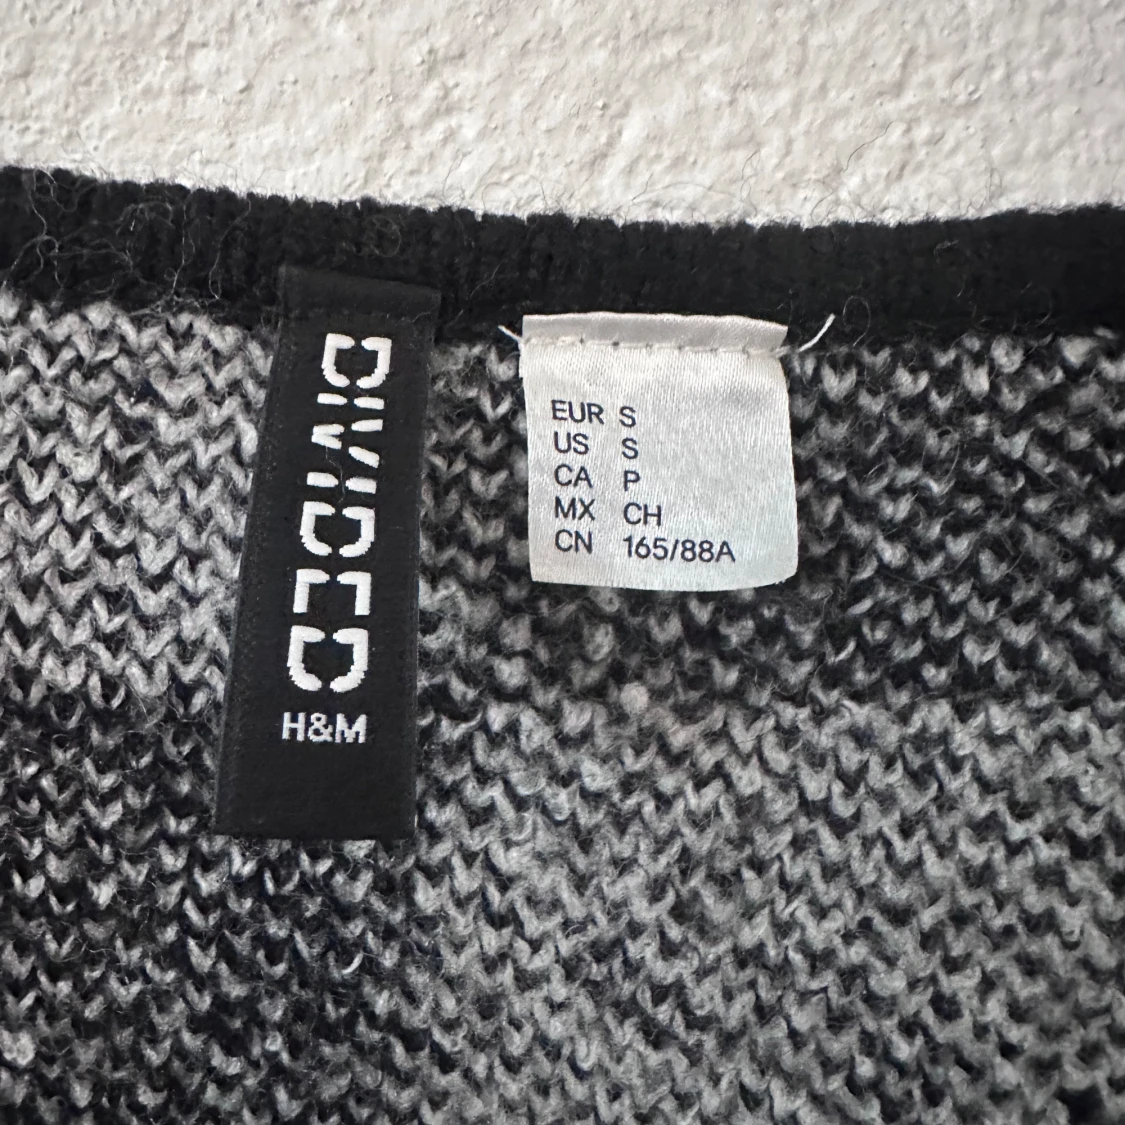 DIVIDED
H&M
EUR S
US S
CA P
MX CH
CN 165/88A